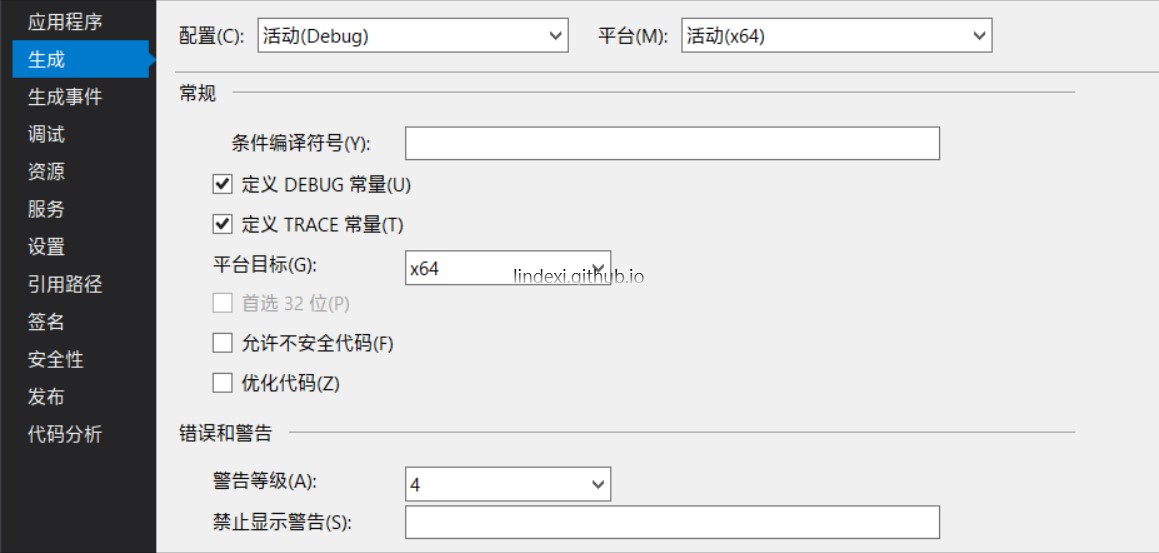 应用程序
生成
生成事件
调试
资源
服务
设置
引用路径
签名
安全性
发布
代码分析
配置(C): 活动(Debug) 平台(M): 活动(x64)
常规
条件编译符号(Y):
定义 DEBUG 常量(U)
定义 TRACE 常量(T)
平台目标(G): x64
lindexi.github.io
首选 32 位(P)
允许不安全代码(F)
优化代码(Z)
错误和警告
警告等级(A): 4
禁止显示警告(S):